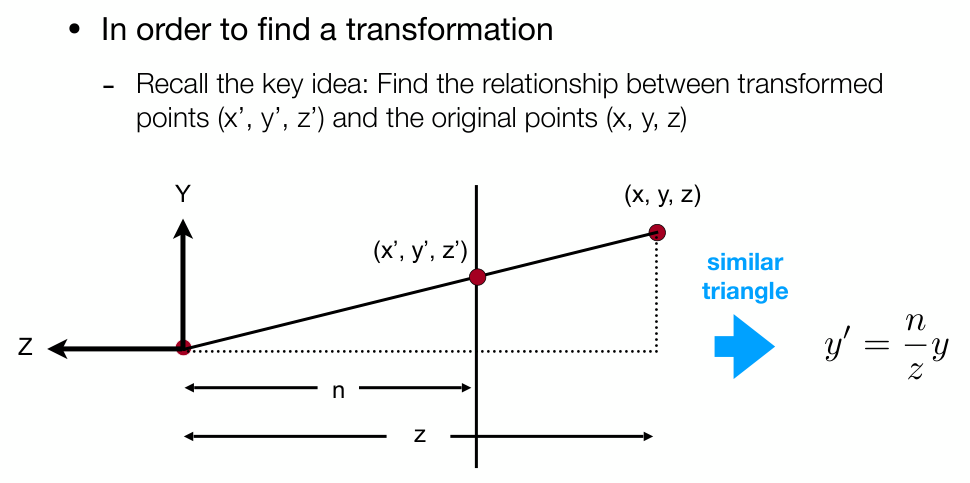 • In order to find a transformation
- Recall the key idea: Find the relationship between transformed
points (x’, y’, z’) and the original points (x, y, z)
Y
(x, y, z)
(x’, y’, z’)
similar
triangle
Z
y′ = n/z y
n
z